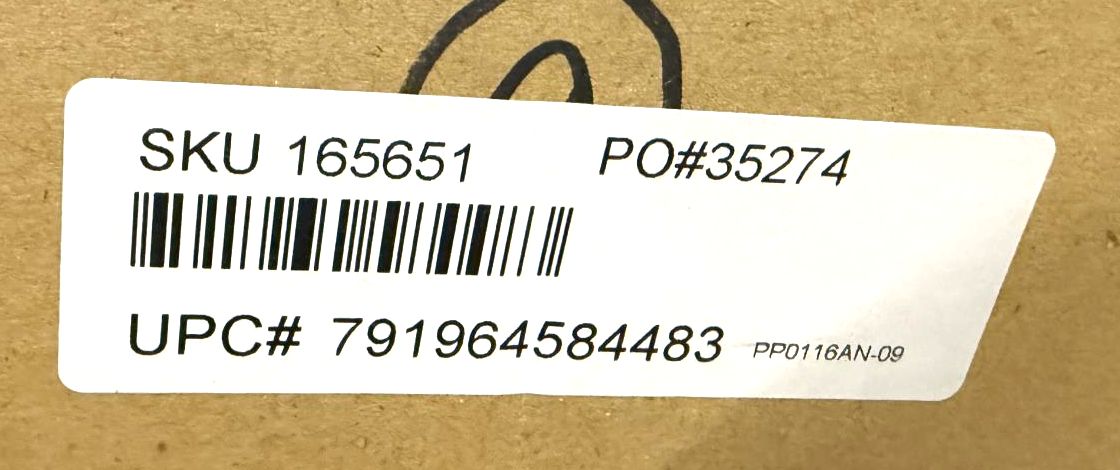 SKU 165651 PO#35274
UPC# 791964584483 PP0116AN-09